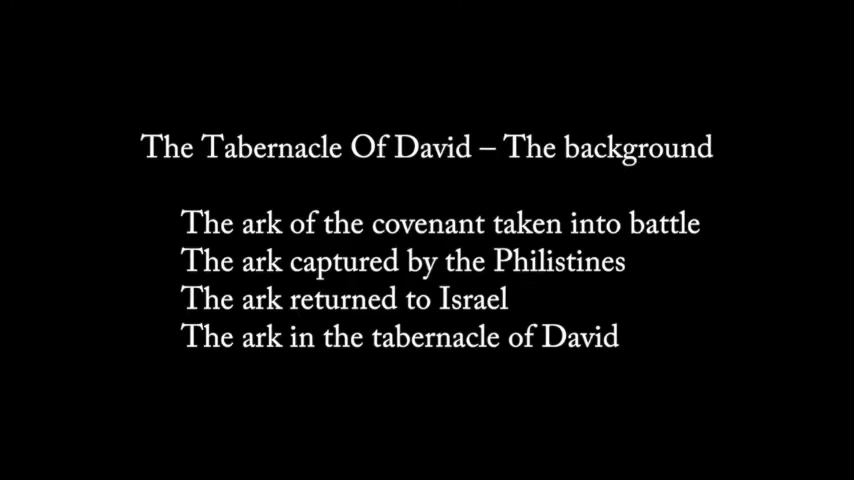 The Tabernacle Of David – The background
The ark of the covenant taken into battle
The ark captured by the Philistines
The ark returned to Israel
The ark in the tabernacle of David